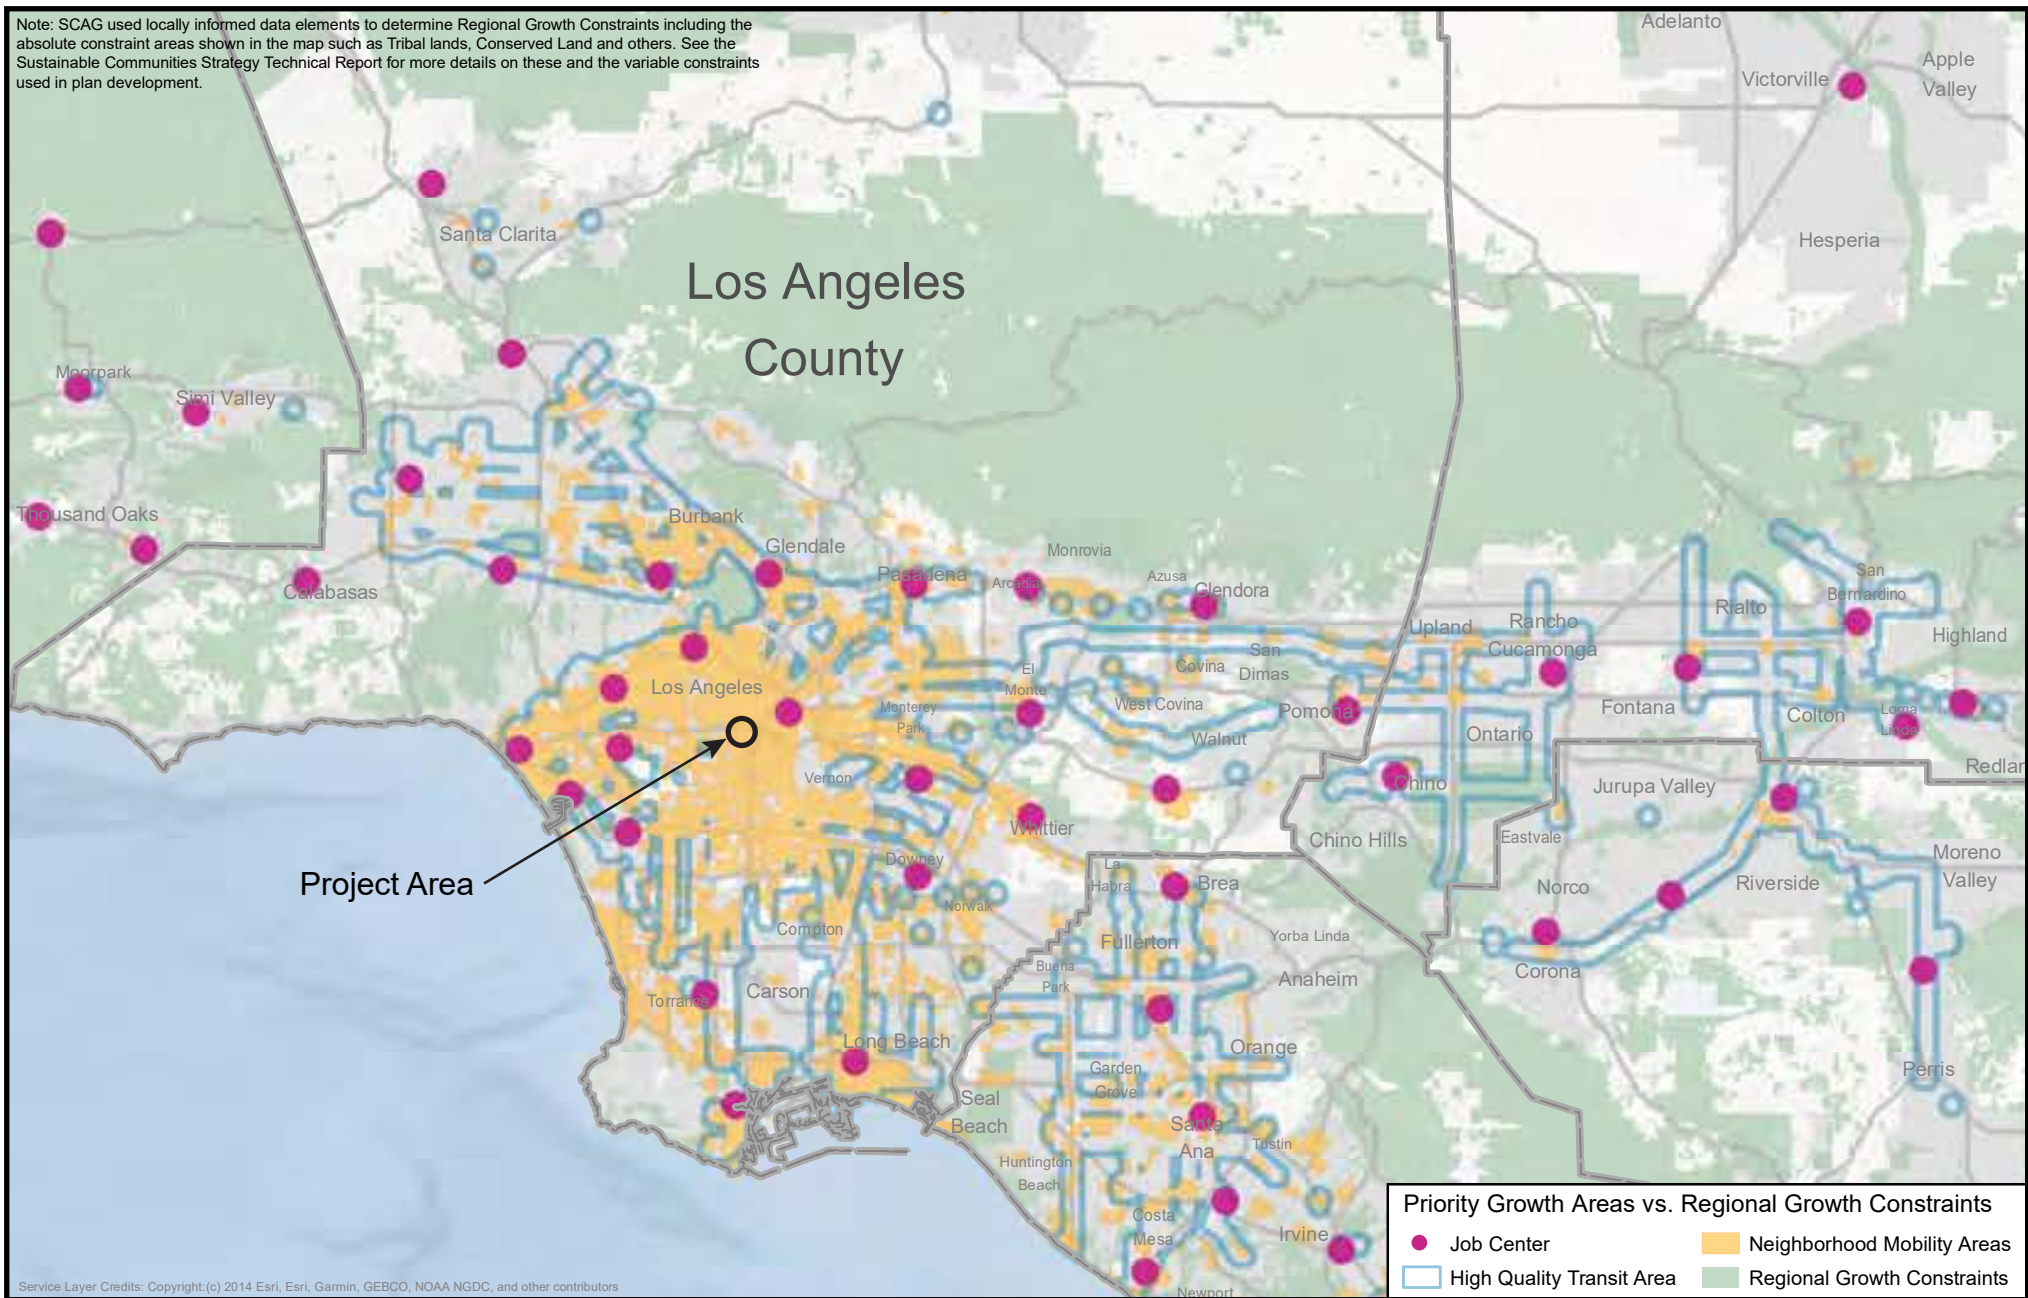 Note: SCAG used locally informed data elements to determine Regional Growth Constraints including the
absolute constraint areas shown in the map such as Tribal lands, Conserved Land and others. See the
Sustainable Communities Strategy Technical Report for more details on these and the variable constraints
used in plan development.
Adelanto
Victorville
Apple
Valley
Santa Clarita
Hesperia
Los Angeles
County
Moorpark
Simi Valley
Thousand Oaks
Burbank
Glendale
Monrovia
Pasadena
Arcadia
Azusa
Glendora
Calabasas
San
Bernardino
Rialto
Rancho
Cucamonga
Upland
Highland
San
Dimas
Covina
El
Monte
Los Angeles
West Covina
Monterey
Park
Pomona
Fontana
Colton
Loma
Linda
Walnut
Ontario
Vernon
Redlan
Chino
Jurupa Valley
Whittier
Chino Hills
Eastvale
Downey
La
Habra
Brea
Moreno
Valley
Project Area
Norco
Riverside
Norwalk
Compton
Fullerton
Yorba Linda
Buena
Park
Anaheim
Corona
Torrance
Carson
Long Beach
Orange
Garden
Grove
Perris
Seal
Beach
Santa
Ana
Tustin
Huntington
Beach
Costa
Mesa
Irvine
Newport
Priority Growth Areas vs. Regional Growth Constraints
Job Center
Neighborhood Mobility Areas
High Quality Transit Area
Regional Growth Constraints
Service Layer Credits: Copyright:(c) 2014 Esri, Esri, Garmin, GEBCO, NOAA NGDC, and other contributors